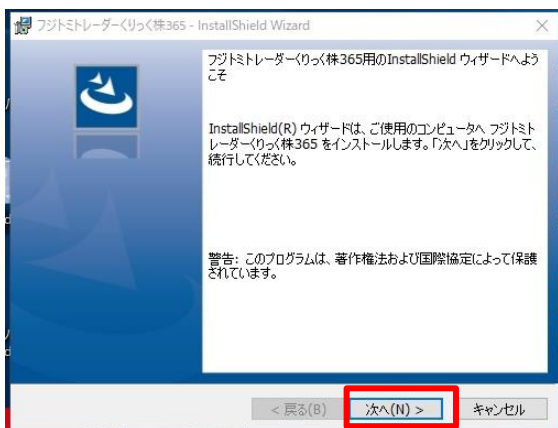 フジトミトレーダーくりっく株365 - InstallShield Wizard
フジトミトレーダーくりっく株365用のInstallShield ウィザードへよう
こそ
InstallShield(R) ウィザードは、ご使用のコンピュータへ フジトミト
レーダーくりっく株365 をインストールします。「次へ」をクリックして、
続行してください。
警告: このプログラムは、著作権法および国際協定によって保護
されています。
< 戻る(B)
次へ(N) >
キャンセル